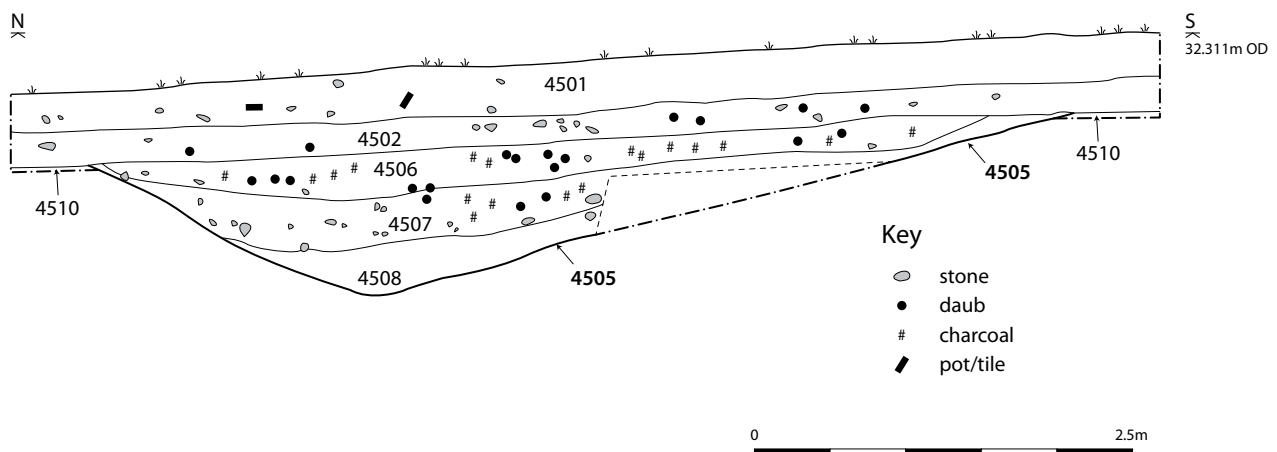 N
S
32.311m OD
4501
4502
4506
4510
4505
4510
4507
4508
4505
Key
stone
daub
# charcoal
pot/tile
0 2.5m